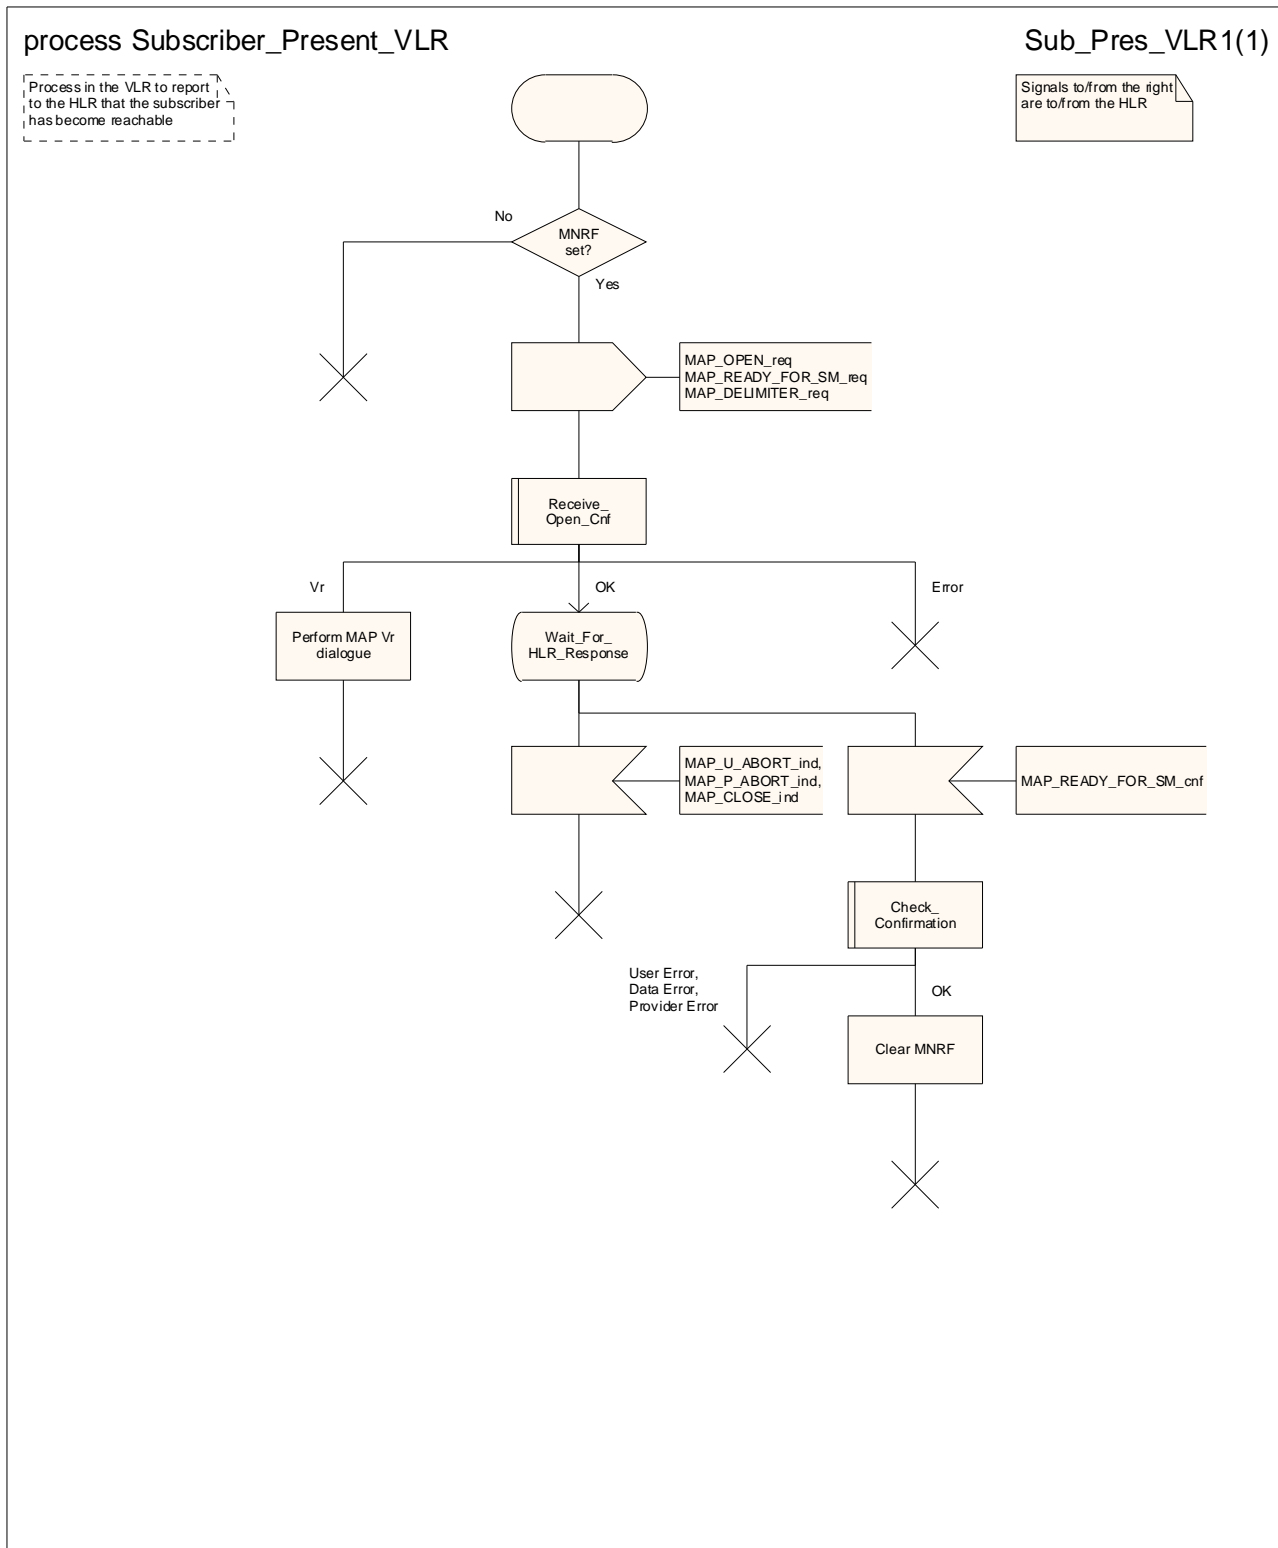 process Subscriber_Present_VLR
Sub_Pres_VLR1(1)
Process in the VLR to report
to the HLR that the subscriber
has become reachable
Signals to/from the right
are to/from the HLR
No
MNRF
set?
Yes
MAP_OPEN_req
MAP_READY_FOR_SM_req
MAP_DELIMITER_req
Receive_
Open_Cnf
Vr
OK
Error
Perform MAP Vr
dialogue
Wait_For_
HLR_Response
MAP_U_ABORT_ind,
MAP_P_ABORT_ind,
MAP_CLOSE_ind
MAP_READY_FOR_SM_cnf
Check_
Confirmation
User Error,
Data Error,
Provider Error
OK
Clear MNRF